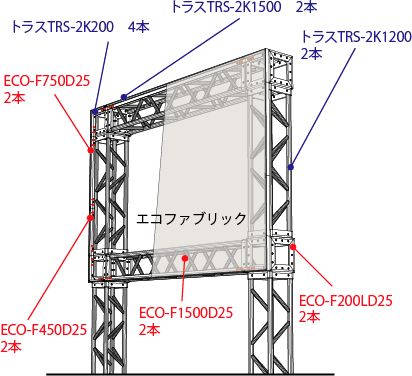 トラスTRS-2K1500　2本
トラスTRS-2K200　4本
トラスTRS-2K1200
2本
ECO-F750D25
2本
エコファブリック
ECO-F200LD25
2本
ECO-F1500D25
2本
ECO-F450D25
2本